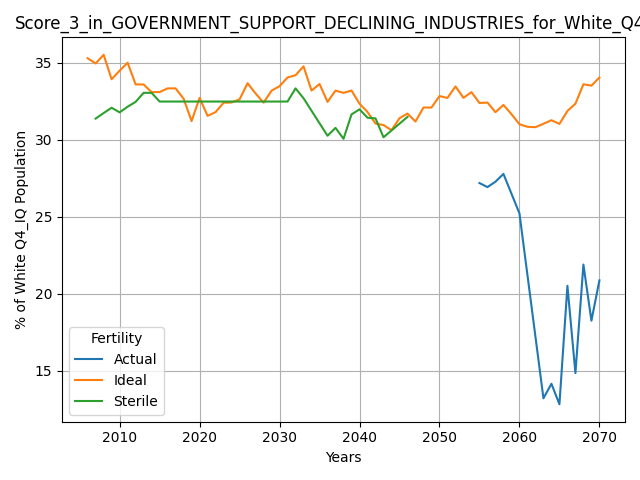 Score_3_in_GOVERNMENT_SUPPORT_DECLINING_INDUSTRIES_for_White_Q4
% of White Q4_IQ Population
35
30
25
20
15
Fertility
Actual
Ideal
Sterile
2010 2020 2030 2040 2050 2060 2070
Years